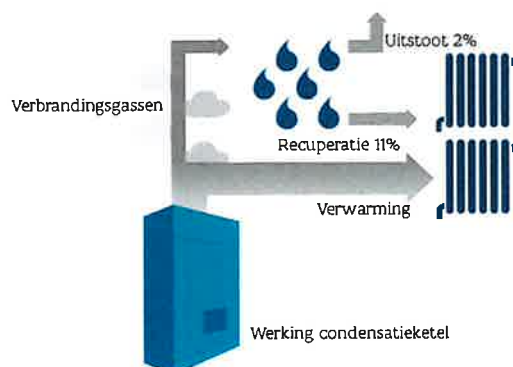 Uitstoot 2%
Verbrandingsgassen
Recuperatie 11%
Verwarming
Werking condensatieketel